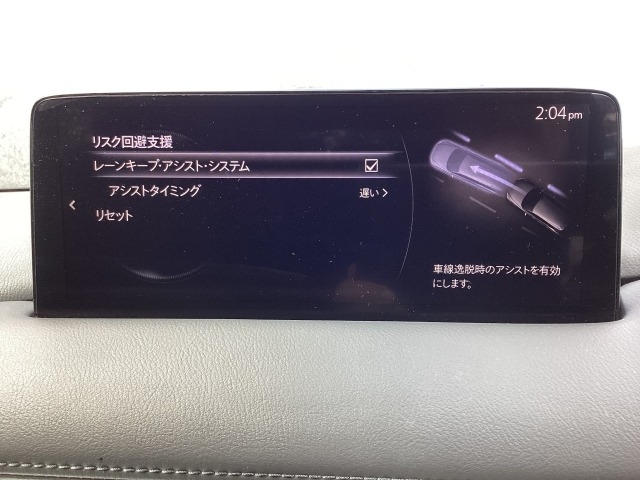 2:04pm
リスク回避支援
レーンキープ・アシスト・システム
アシストタイミング 遅い
リセット
車線逸脱時のアシストを有効
にします。